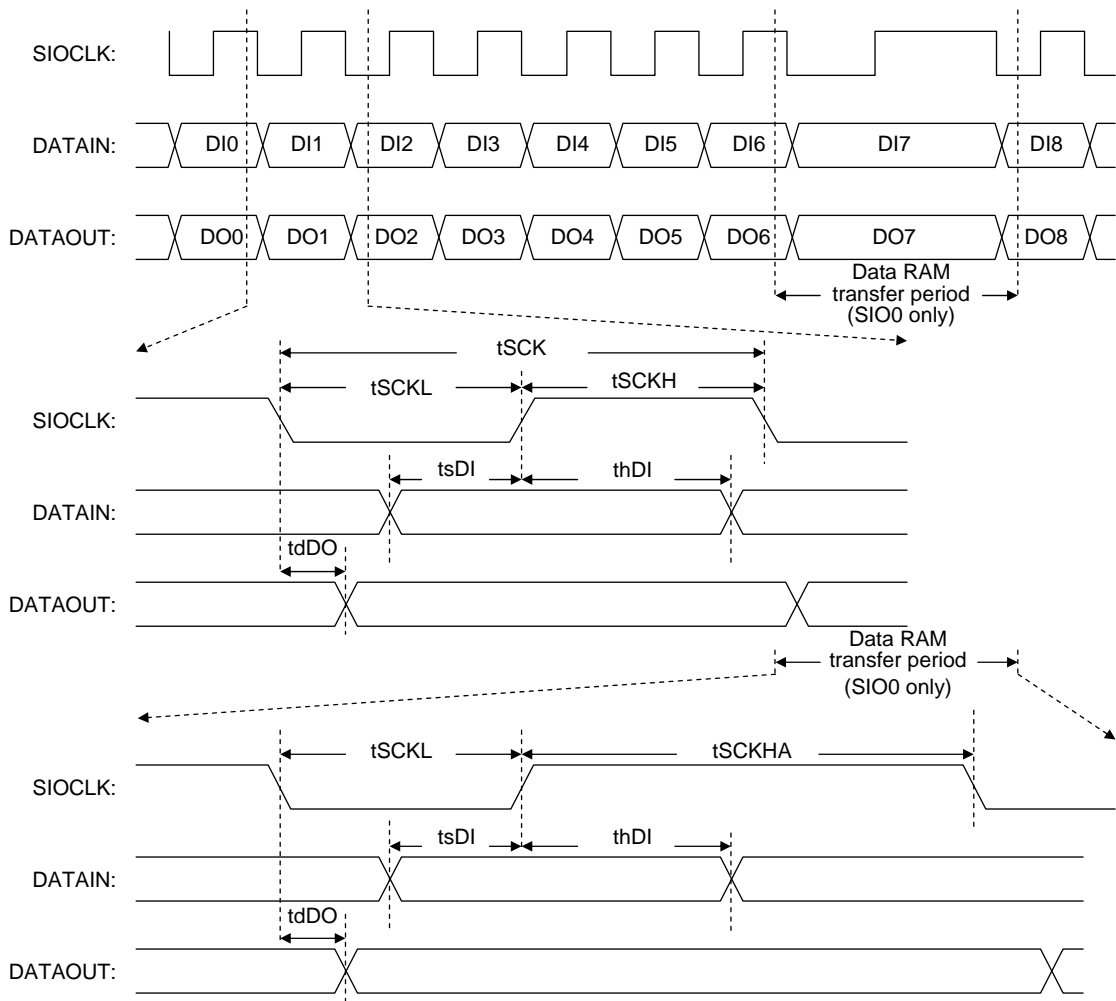 SIOCLK:
DATAIN: DI0 DI1 DI2 DI3 DI4 DI5 DI6 DI7 DI8
DATAOUT: DO0 DO1 DO2 DO3 DO4 DO5 DO6 DO7 DO8
Data RAM
transfer period
(SIO0 only)
tSCK
tSCKL tSCKH
SIOCLK:
tsDI thDI
DATAIN:
tdDO
DATAOUT:
Data RAM
transfer period
(SIO0 only)
tSCKL tSCKHA
SIOCLK:
tsDI thDI
DATAIN:
tdDO
DATAOUT: